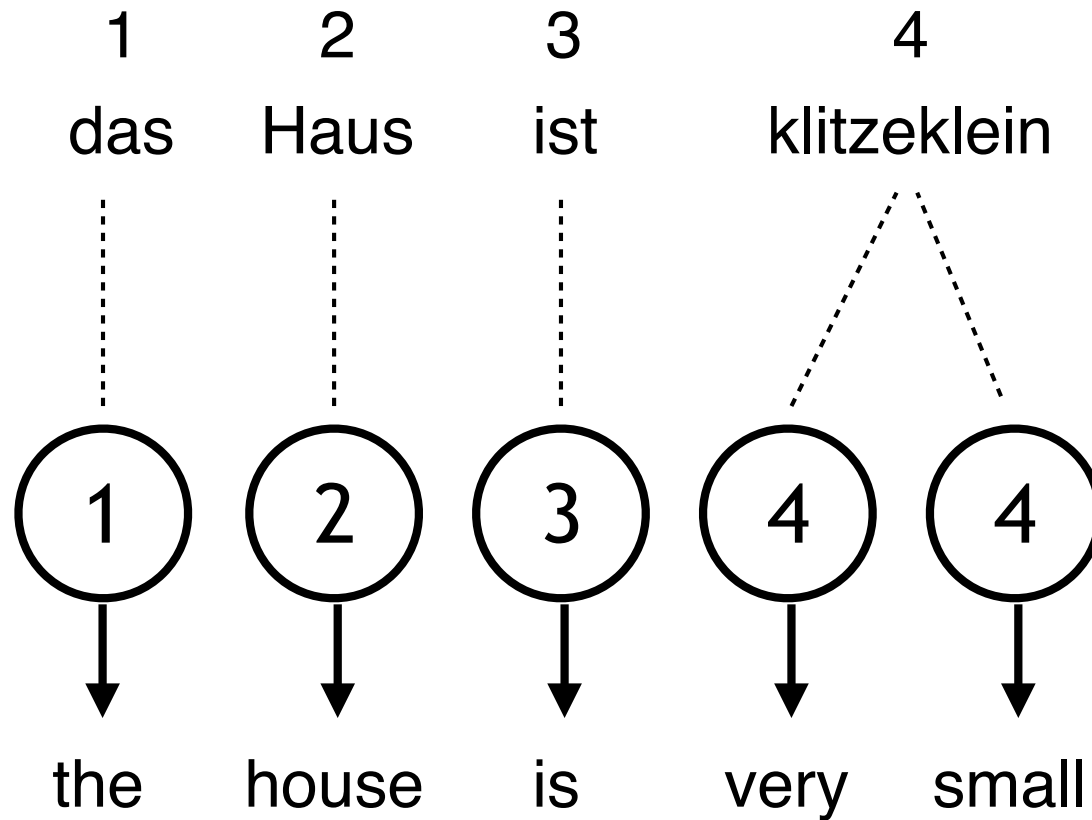 1 2 3 4
das Haus ist klitzeklein
1 2 3 4 4
the house is very small